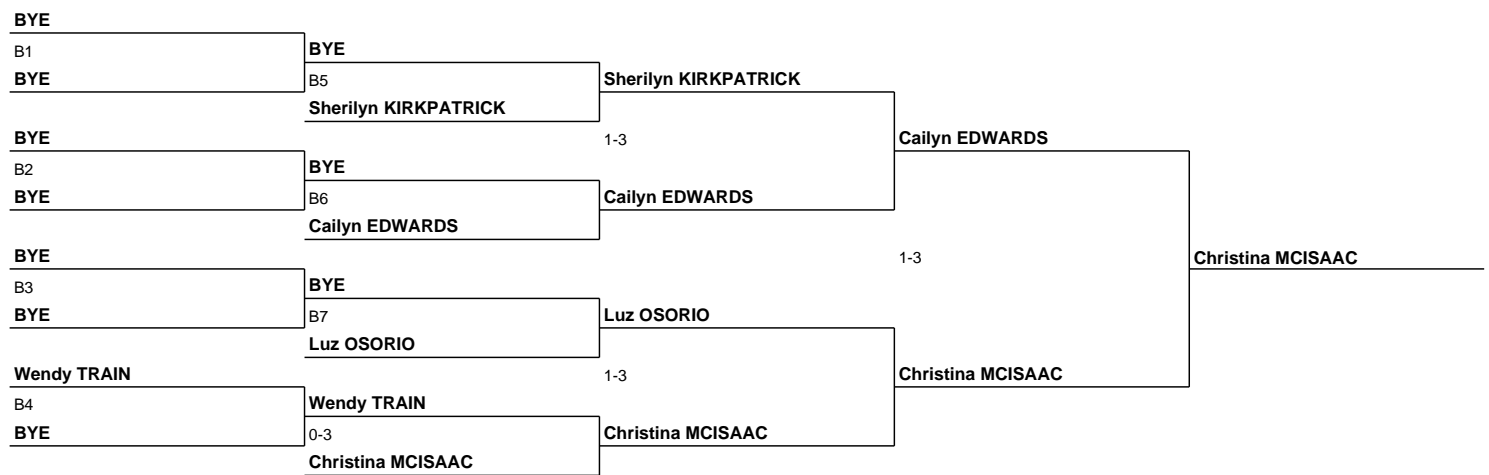 BYE
B1
BYE
BYE
B5
Sherilyn KIRKPATRICK
Sherilyn KIRKPATRICK
1-3
Cailyn EDWARDS
BYE
B2
BYE
BYE
B6
Cailyn EDWARDS
Cailyn EDWARDS
1-3
Christina MCISAAC
BYE
B3
BYE
BYE
B7
Luz OSORIO
Luz OSORIO
1-3
Christina MCISAAC
Wendy TRAIN
B4
BYE
Wendy TRAIN
0-3
Christina MCISAAC
Christina MCISAAC